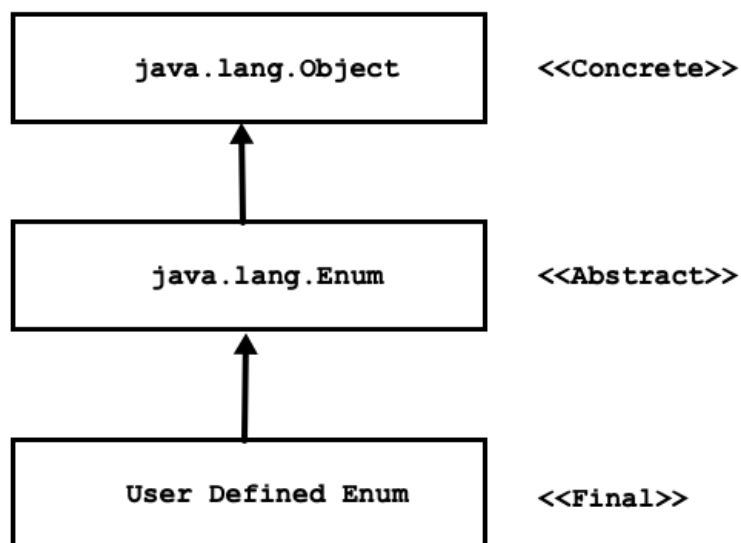 java.lang.Object <<Concrete>>
java.lang.Enum <<Abstract>>
User Defined Enum <<Final>>